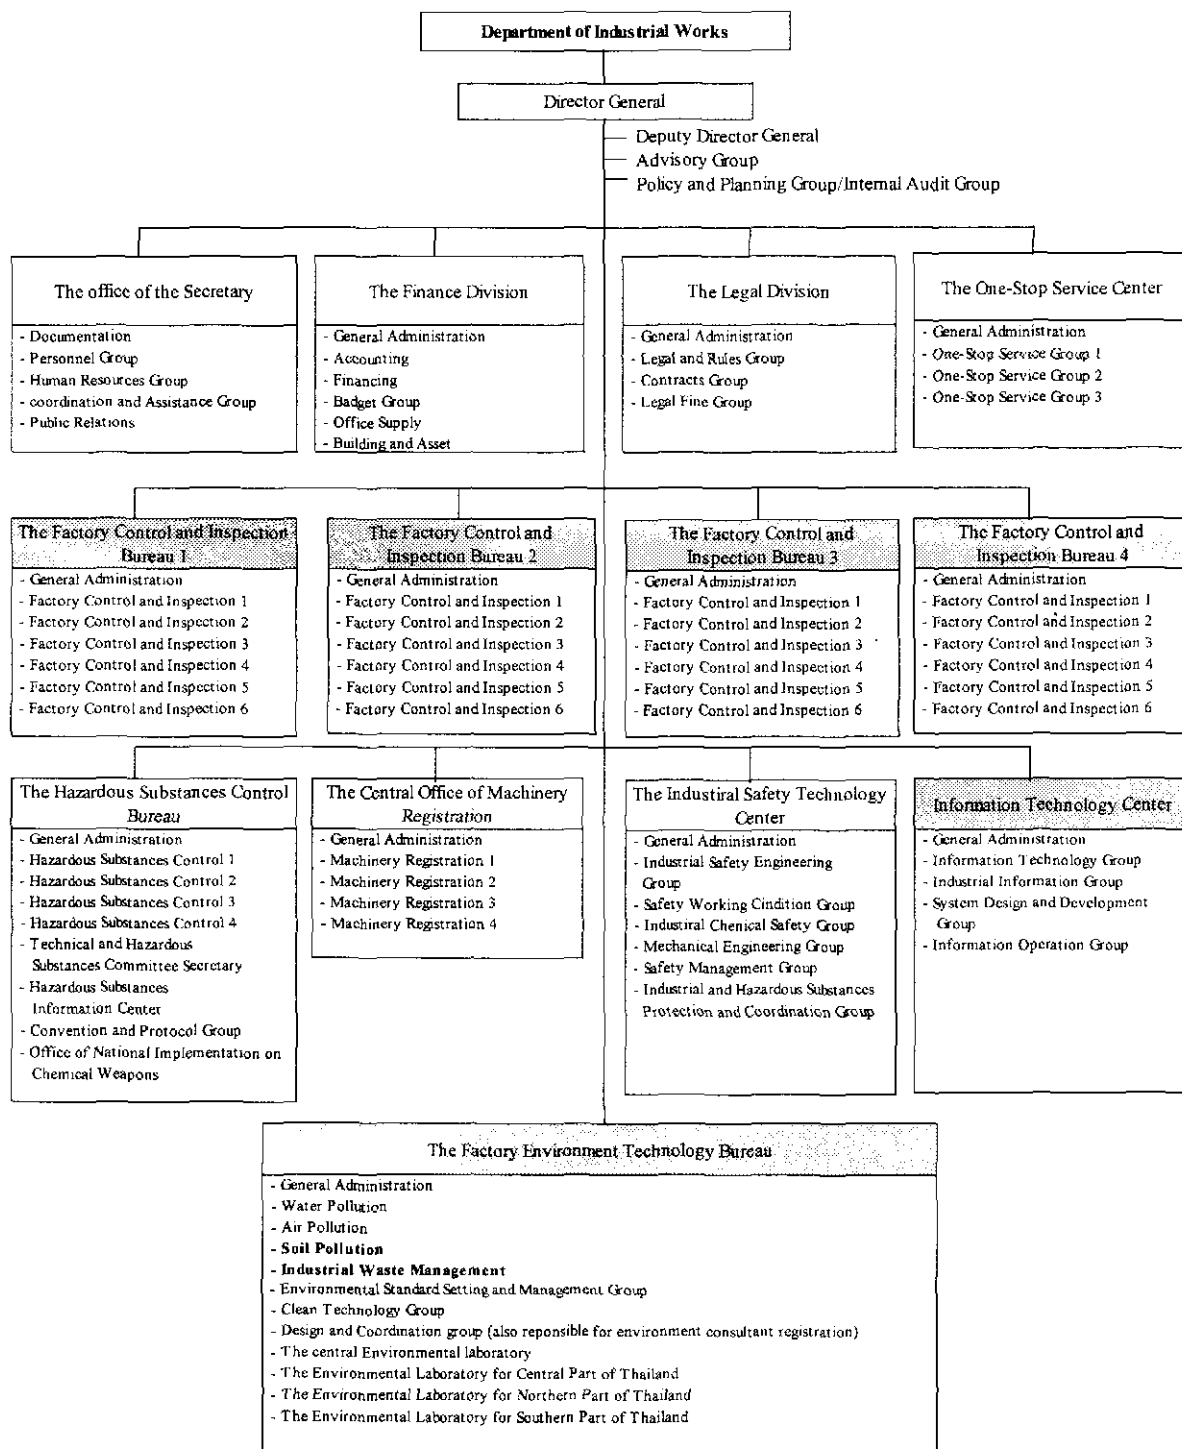 Department of Industrial Works
Director General
Deputy Director General
Advisory Group
Policy and Planning Group/Internal Audit Group
The office of the Secretary
- Documentation
- Personnel Group
- Human Resources Group
- coordination and Assistance Group
- Public Relations
The Finance Division
- General Administration
- Accounting
- Financing
- Badget Group
- Office Supply
- Building and Asset
The Legal Division
- General Administration
- Legal and Rules Group
- Contracts Group
- Legal Fine Group
The One-Stop Service Center
- General Administration
- One-Stop Service Group 1
- One-Stop Service Group 2
- One-Stop Service Group 3
The Factory Control and Inspection
Bureau 1
- General Administration
- Factory Control and Inspection 1
- Factory Control and Inspection 2
- Factory Control and Inspection 3
- Factory Control and Inspection 4
- Factory Control and Inspection 5
- Factory Control and Inspection 6
The Factory Control and
Inspection Bureau 2
- General Administration
- Factory Control and Inspection 1
- Factory Control and Inspection 2
- Factory Control and Inspection 3
- Factory Control and Inspection 4
- Factory Control and Inspection 5
- Factory Control and Inspection 6
The Factory Control and
Inspection Bureau 3
- General Administration
- Factory Control and Inspection 1
- Factory Control and Inspection 2
- Factory Control and Inspection 3
- Factory Control and Inspection 4
- Factory Control and Inspection 5
- Factory Control and Inspection 6
The Factory Control and
Inspection Bureau 4
- General Administration
- Factory Control and Inspection 1
- Factory Control and Inspection 2
- Factory Control and Inspection 3
- Factory Control and Inspection 4
- Factory Control and Inspection 5
- Factory Control and Inspection 6
The Hazardous Substances Control
Bureau
- General Administration
- Hazardous Substances Control 1
- Hazardous Substances Control 2
- Hazardous Substances Control 3
- Hazardous Substances Control 4
- Technical and Hazardous
Substances Committee Secretary
- Hazardous Substances
Information Center
- Convention and Protocol Group
- Office of National Implementation on
Chemical Weapons
The Central Office of Machinery
Registration
- General Administration
- Machinery Registration 1
- Machinery Registration 2
- Machinery Registration 3
- Machinery Registration 4
The Industiral Safety Technology
Center
- General Administration
- Industrial Safety Engineering
Group
- Safety Working Cindition Group
- Industiral Chenical Safety Group
- Mechanical Engineering Group
- Safety Management Group
- Industrial and Hazardous Substances
Protection and Coordination Group
Information Technology Center
- General Administration
- Information Technology Group
- Industrial Information Group
- System Design and Development
Group
- Information Operation Group
The Factory Environment Technology Bureau
- General Administration
- Water Pollution
- Air Pollution
- Soil Pollution
- Industrial Waste Management
- Environmental Standard Setting and Management Group
- Clean Technology Group
- Design and Coordination group (also reponsible for environment consultant registration)
- The central Environmental laboratory
- The Environmental Laboratory for Central Part of Thailand
- The Environmental Laboratory for Northern Part of Thailand
- The Environmental Laboratory for Southern Part of Thailand